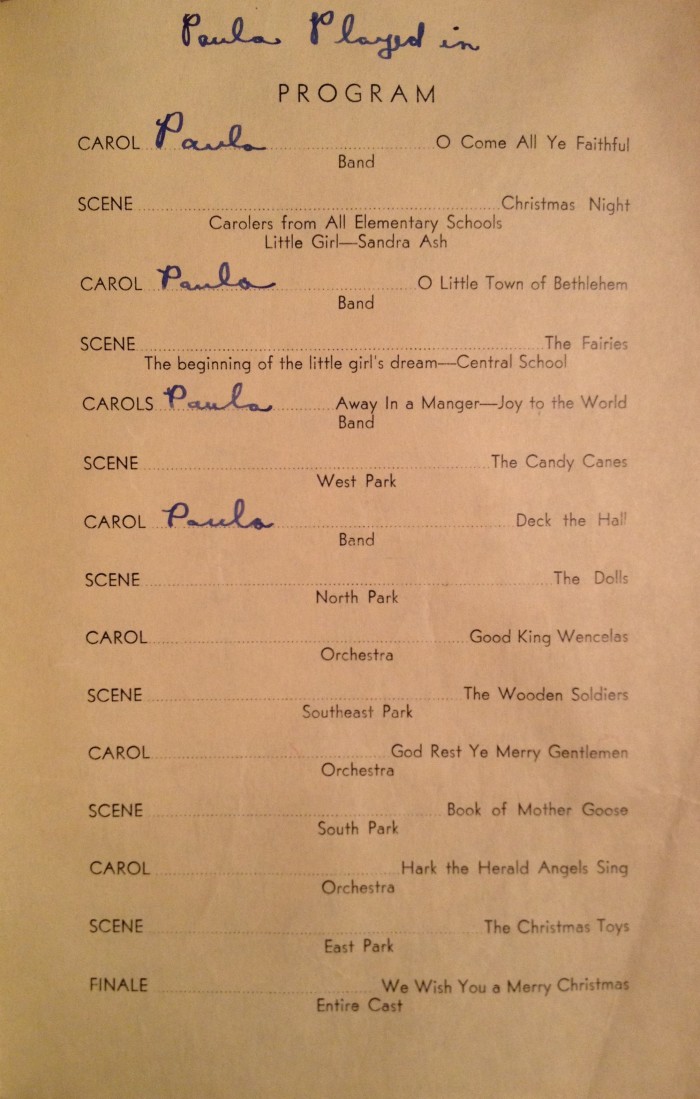 Paula Played in
PROGRAM
CAROL Paula O Come All Ye Faithful
Band
SCENE Christmas Night
Carolers from All Elementary Schools
Little Girl—Sandra Ash
CAROL Paula O Little Town of Bethlehem
Band
SCENE The Fairies
The beginning of the little girl's dream—Central School
CAROLS Paula Away In a Manger—Joy to the World
Band
SCENE The Candy Canes
West Park
CAROL Paula Deck the Hall
Band
SCENE The Dolls
North Park
CAROL Good King Wencelas
Orchestra
SCENE The Wooden Soldiers
Southeast Park
CAROL God Rest Ye Merry Gentlemen
Orchestra
SCENE Book of Mother Goose
South Park
CAROL Hark the Herald Angels Sing
Orchestra
SCENE The Christmas Toys
East Park
FINALE We Wish You a Merry Christmas
Entire Cast